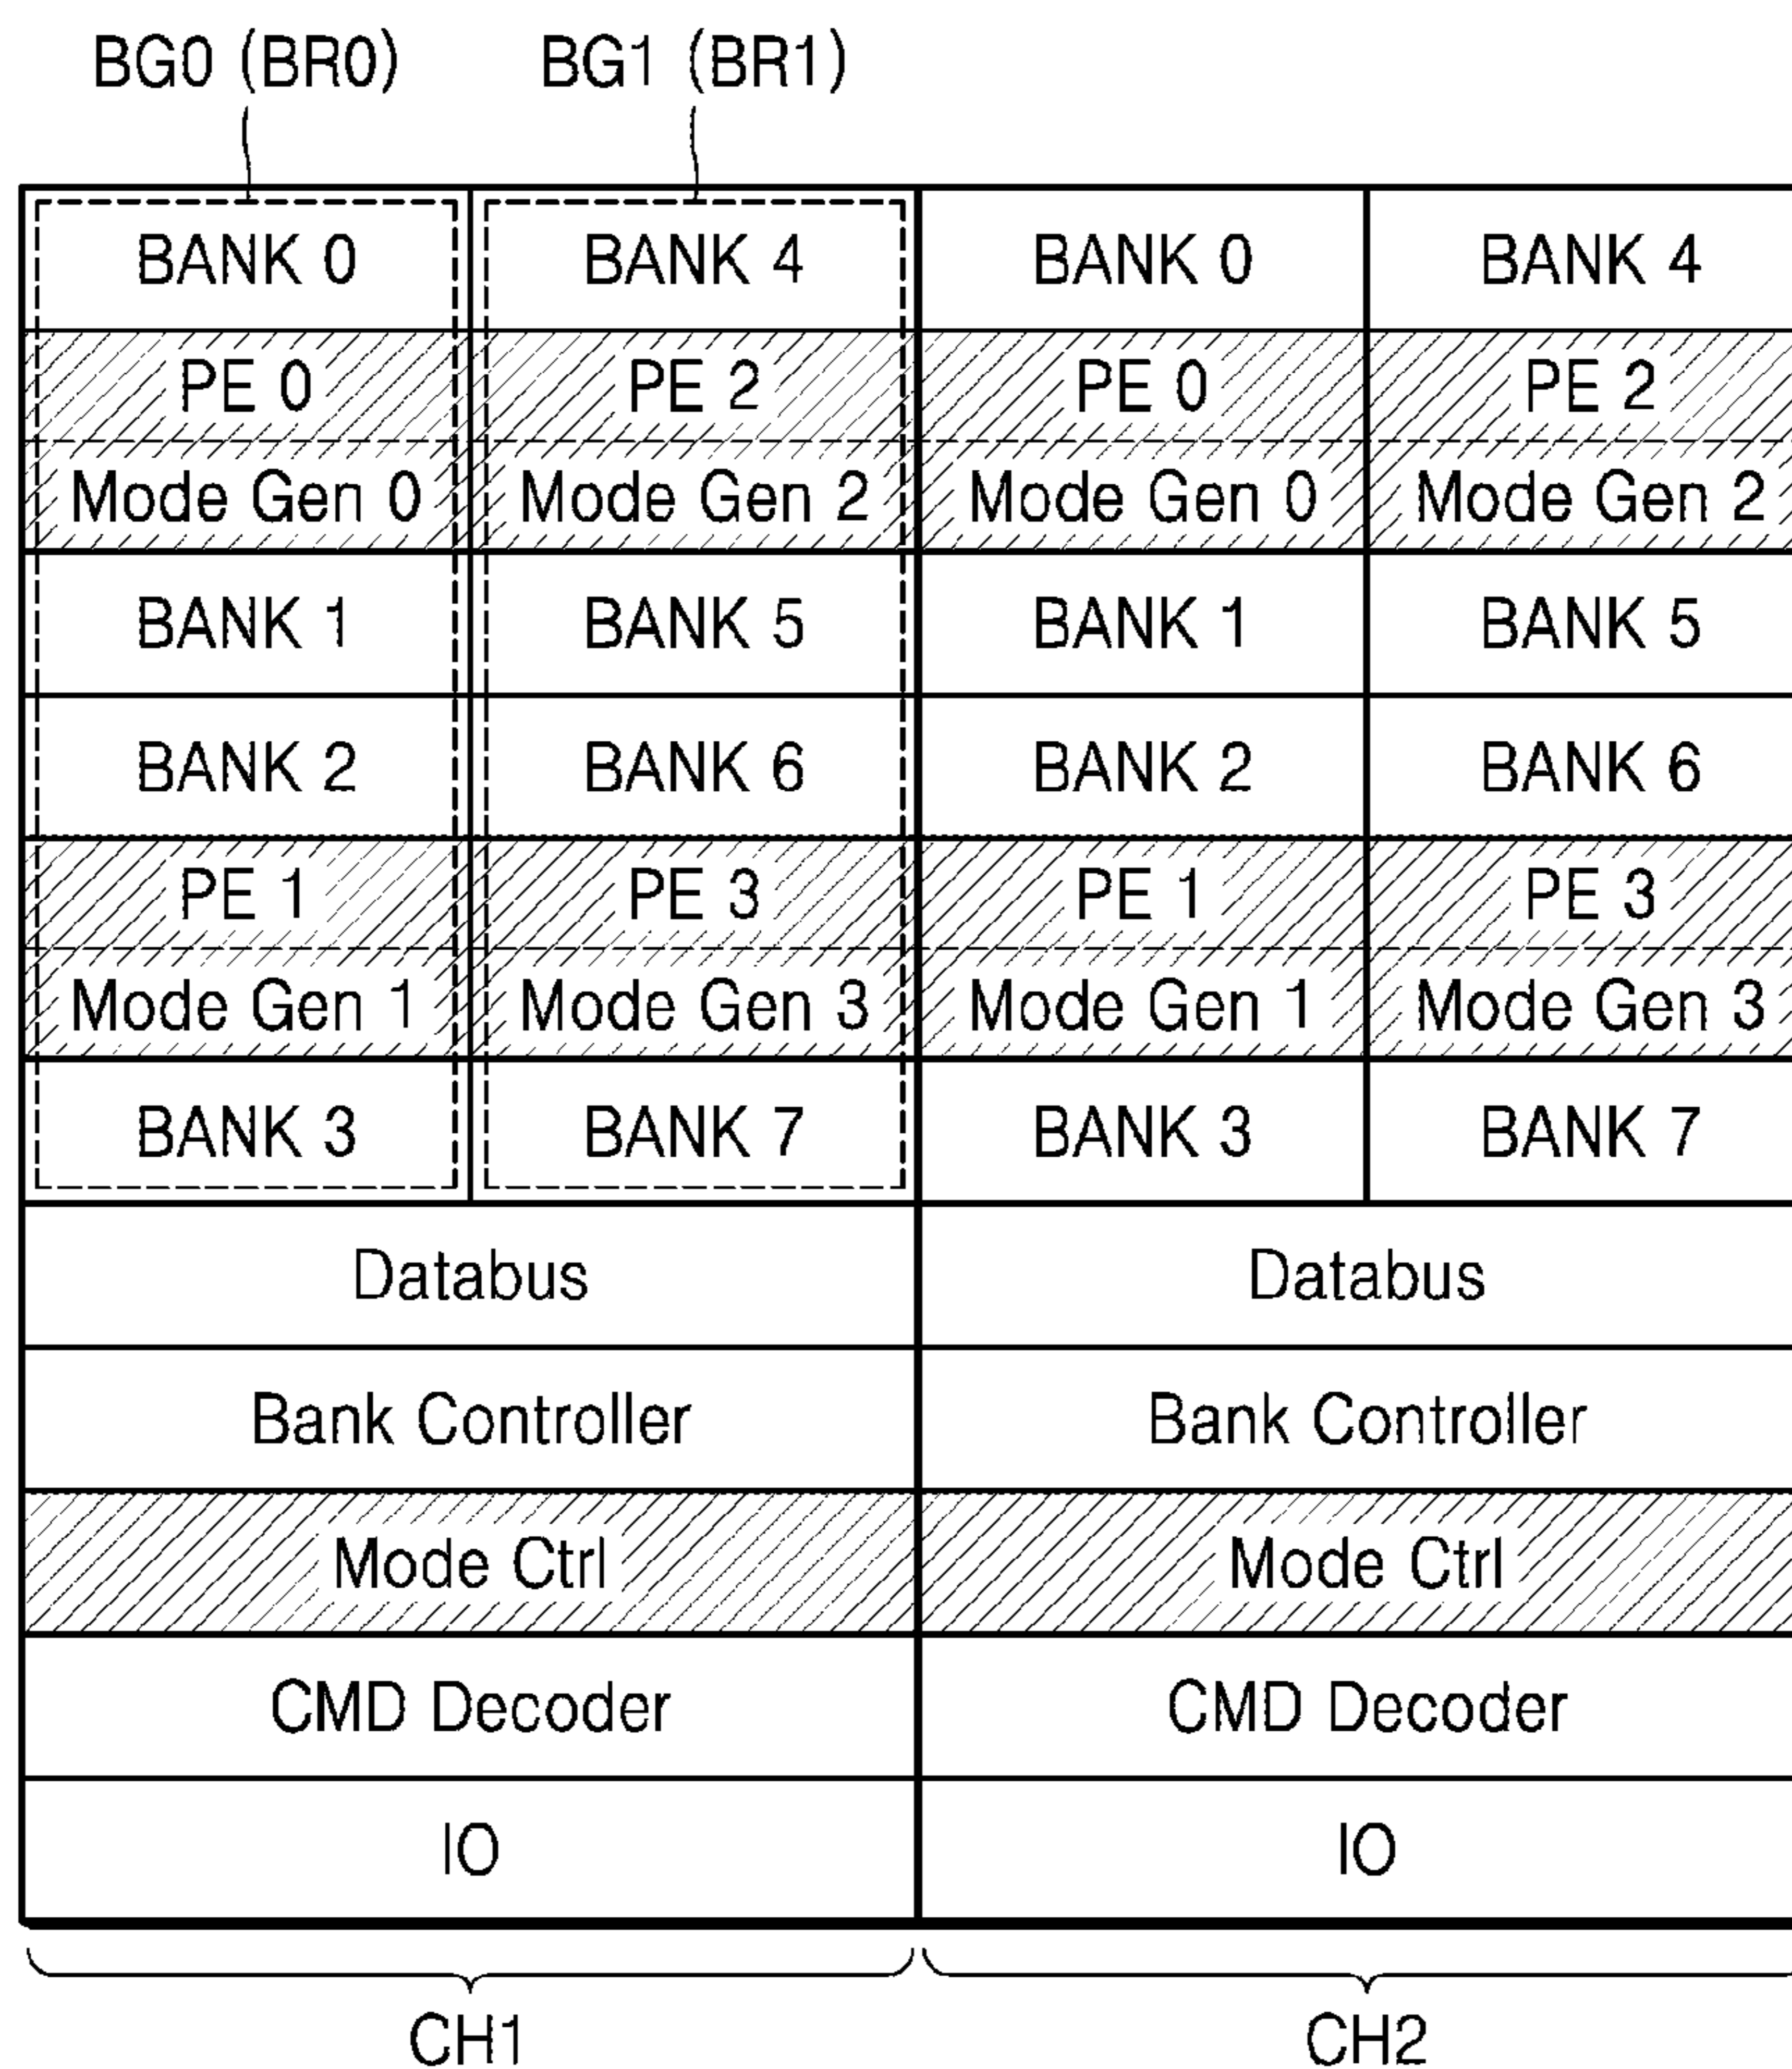 BG0 (BR0) BG1 (BR1)
BANK 0 BANK 4 BANK 0 BANK 4
PE 0 PE 2 PE 0 PE 2
Mode Gen 0 Mode Gen 2 Mode Gen 0 Mode Gen 2
BANK 1 BANK 5 BANK 1 BANK 5
BANK 2 BANK 6 BANK 2 BANK 6
PE 1 PE 3 PE 1 PE 3
Mode Gen 1 Mode Gen 3 Mode Gen 1 Mode Gen 3
BANK 3 BANK 7 BANK 3 BANK 7
Databus Databus
Bank Controller Bank Controller
Mode Ctrl Mode Ctrl
CMD Decoder CMD Decoder
IO IO
CH1 CH2